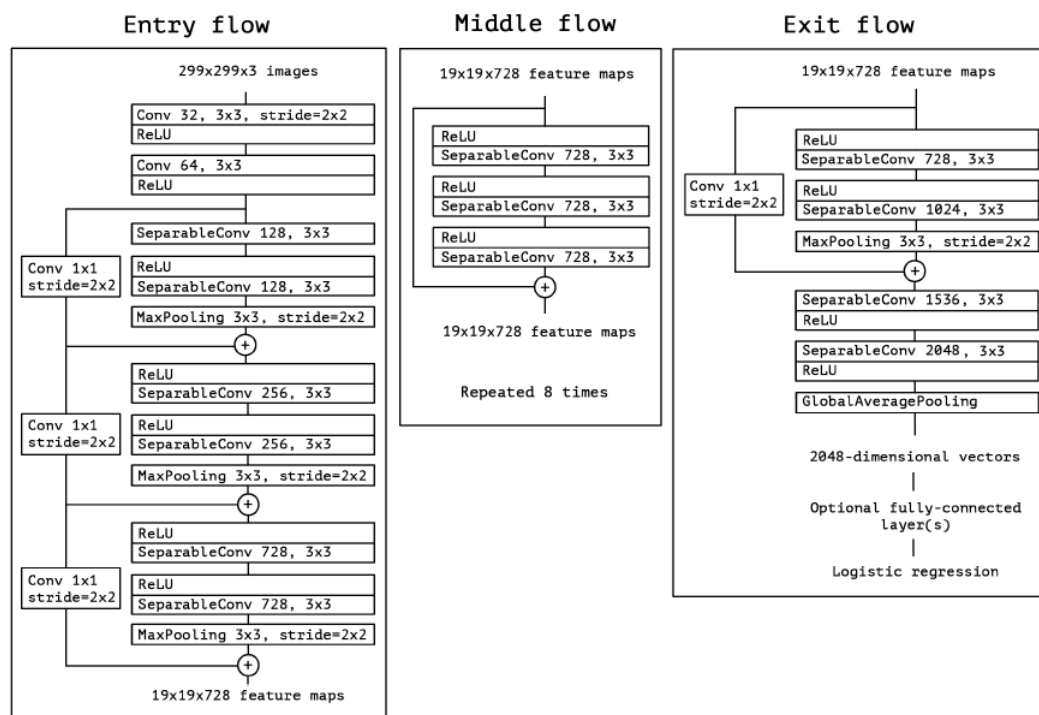 Entry flow
299x299x3 images
Conv 32, 3x3, stride=2x2
ReLU
Conv 64, 3x3
ReLU
SeparableConv 128, 3x3
Conv 1x1
stride=2x2
ReLU
SeparableConv 128, 3x3
MaxPooling 3x3, stride=2x2
+
ReLU
SeparableConv 256, 3x3
Conv 1x1
stride=2x2
ReLU
SeparableConv 256, 3x3
MaxPooling 3x3, stride=2x2
+
ReLU
SeparableConv 728, 3x3
Conv 1x1
stride=2x2
ReLU
SeparableConv 728, 3x3
MaxPooling 3x3, stride=2x2
+
19x19x728 feature maps
Middle flow
19x19x728 feature maps
ReLU
SeparableConv 728, 3x3
ReLU
SeparableConv 728, 3x3
ReLU
SeparableConv 728, 3x3
+
19x19x728 feature maps
Repeated 8 times
Exit flow
19x19x728 feature maps
ReLU
SeparableConv 728, 3x3
Conv 1x1
stride=2x2
ReLU
SeparableConv 1024, 3x3
MaxPooling 3x3, stride=2x2
+
SeparableConv 1536, 3x3
ReLU
SeparableConv 2048, 3x3
ReLU
GlobalAveragePooling
2048-dimensional vectors
Optional fully-connected
layer(s)
Logistic regression